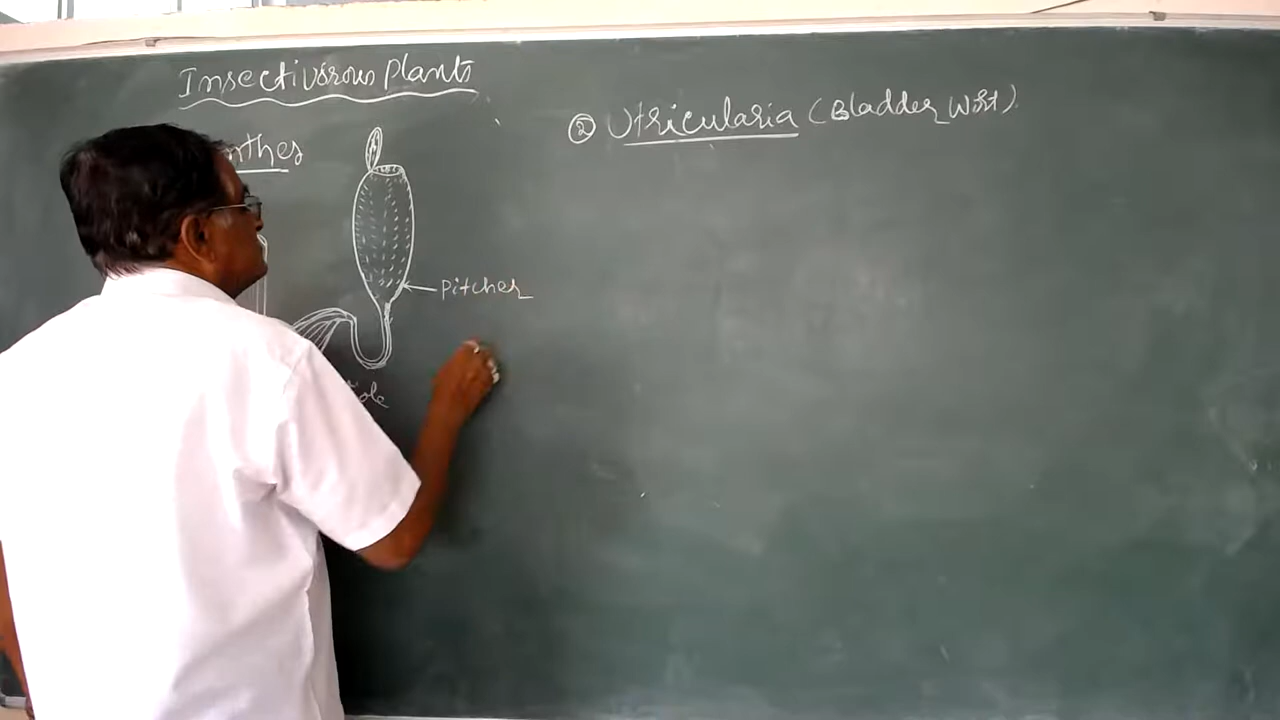 Insectivorous Plants
nthes
Pitcher
ole
② Utricularia (Bladder Wort)